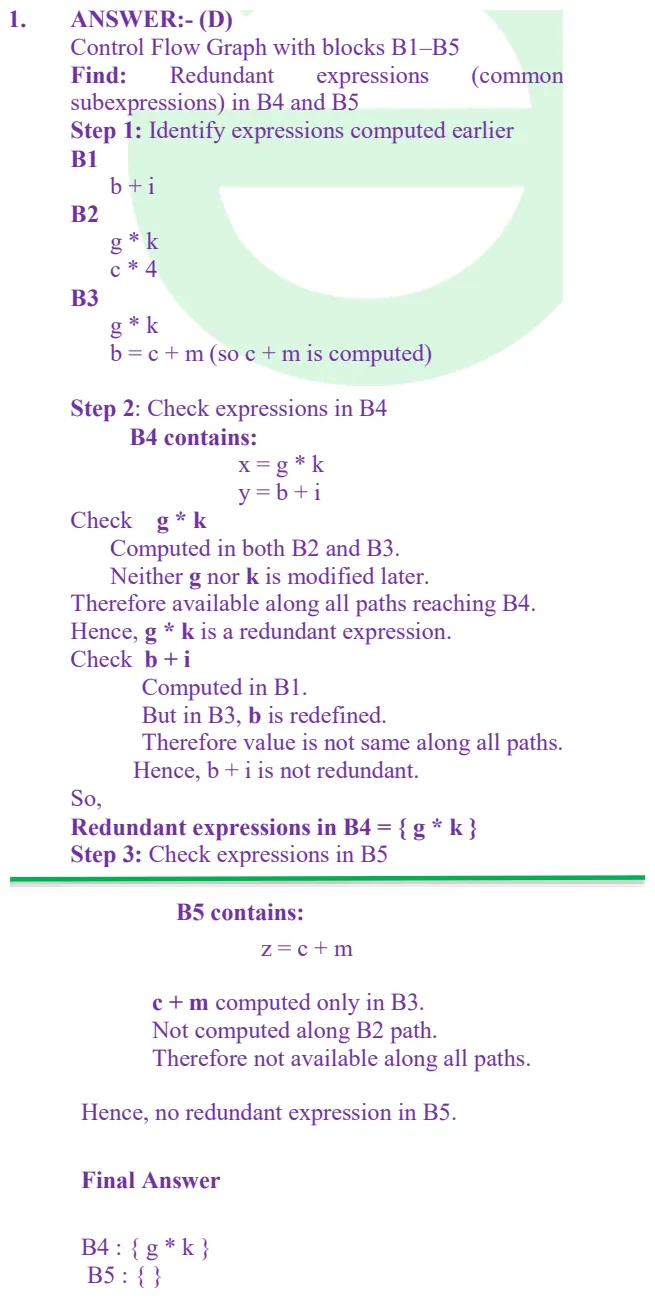 1. ANSWER:- (D)
Control Flow Graph with blocks B1–B5
Find: Redundant expressions (common
subexpressions) in B4 and B5
Step 1: Identify expressions computed earlier
B1
b + i
B2
g * k
c * 4
B3
g * k
b = c + m (so c + m is computed)
Step 2: Check expressions in B4
B4 contains:
x = g * k
y = b + i
Check g * k
Computed in both B2 and B3.
Neither g nor k is modified later.
Therefore available along all paths reaching B4.
Hence, g * k is a redundant expression.
Check b + i
Computed in B1.
But in B3, b is redefined.
Therefore value is not same along all paths.
Hence, b + i is not redundant.
So,
Redundant expressions in B4 = { g * k }
Step 3: Check expressions in B5
B5 contains:
z = c + m
c + m computed only in B3.
Not computed along B2 path.
Therefore not available along all paths.
Hence, no redundant expression in B5.
Final Answer
B4 : { g * k }
B5 : { }